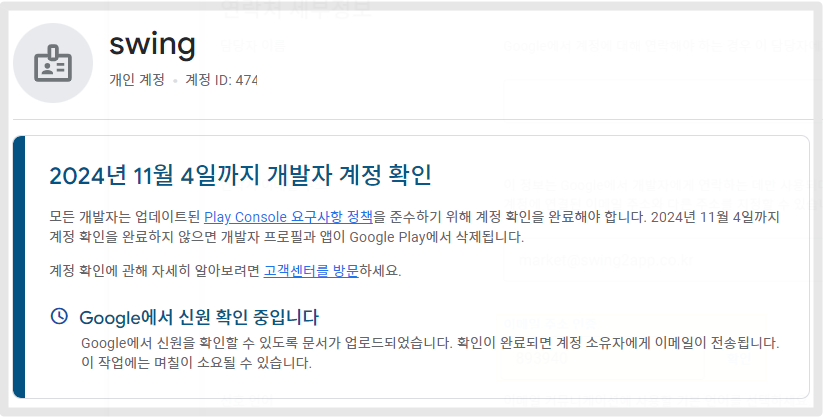 swing
개인 계정 • 계정 ID: 474
2024년 11월 4일까지 개발자 계정 확인
모든 개발자는 업데이트된 Play Console 요구사항 정책을 준수하기 위해 계정 확인을 완료해야 합니다. 2024년 11월 4일까지
계정 확인을 완료하지 않으면 개발자 프로필과 앱이 Google Play에서 삭제됩니다.
계정 확인에 관해 자세히 알아보려면 고객센터를 방문하세요.
Google에서 신원 확인 중입니다
Google에서 신원을 확인할 수 있도록 문서가 업로드되었습니다. 확인이 완료되면 계정 소유자에게 이메일이 전송됩니다.
이 작업에는 며칠이 소요될 수 있습니다.